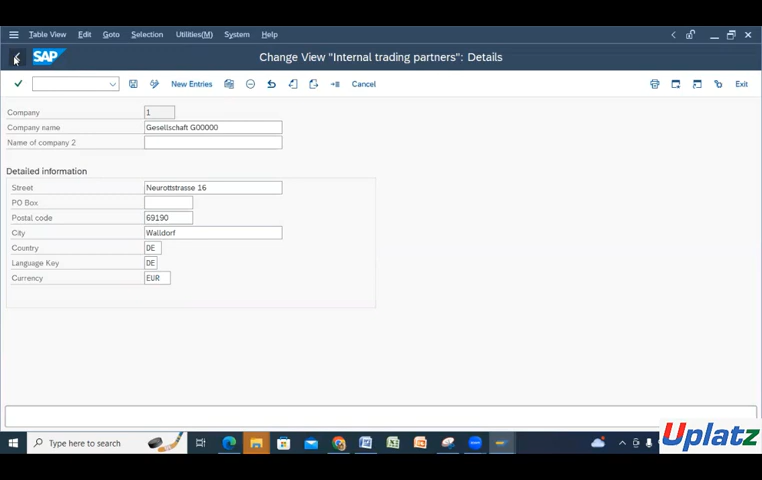 Table View Edit Goto Selection Utilities(M) System Help
SAP Change View "Internal trading partners": Details
New Entries Cancel Exit
Company 1
Company name Gesellschaft G00000
Name of company 2
Detailed information
Street Neurottstrasse 16
PO Box
Postal code 69190
City Walldorf
Country DE
Language Key DE
Currency EUR
Type here to search
Uplatz